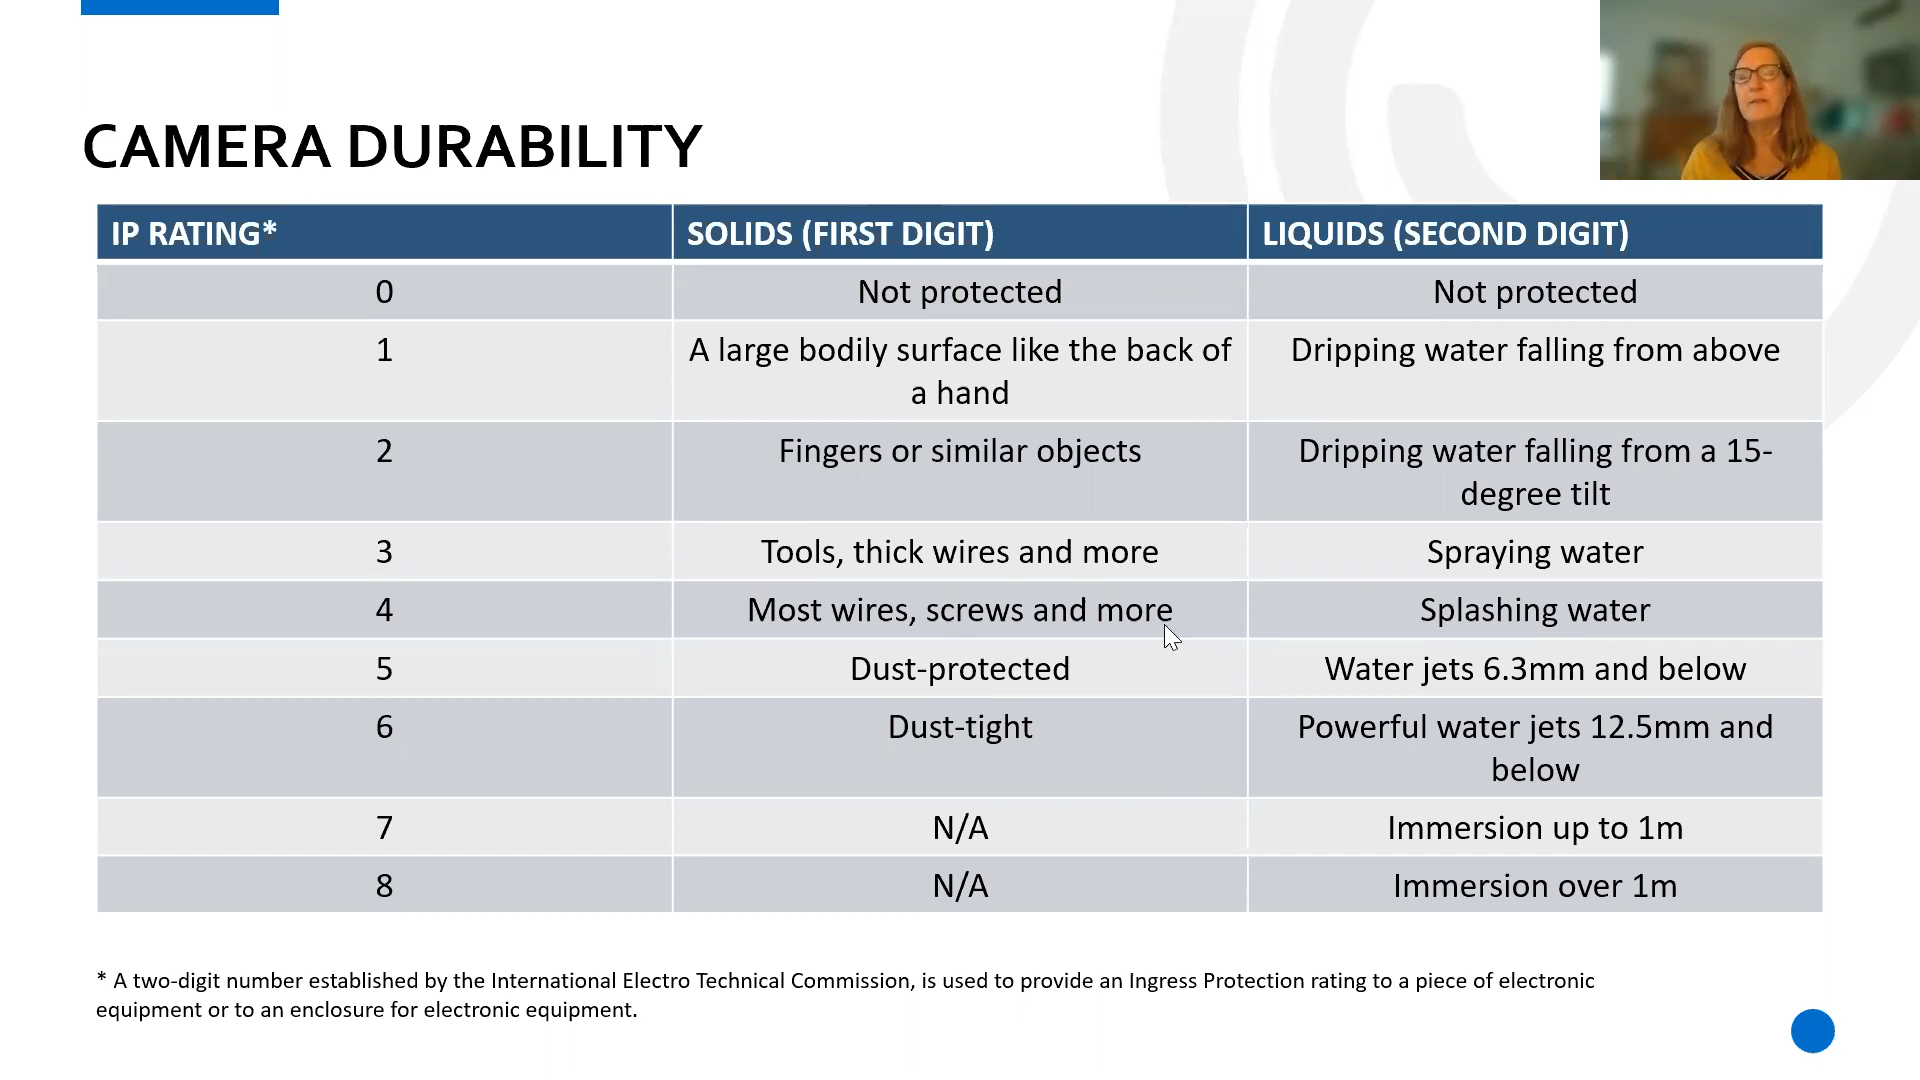 CAMERA DURABILITY
IP RATING* SOLIDS (FIRST DIGIT) LIQUIDS (SECOND DIGIT)
0 Not protected Not protected
1 A large bodily surface like the back of Dripping water falling from above
a hand
2 Fingers or similar objects Dripping water falling from a 15-
degree tilt
3 Tools, thick wires and more Spraying water
4 Most wires, screws and more Splashing water
5 Dust-protected Water jets 6.3mm and below
6 Dust-tight Powerful water jets 12.5mm and
below
7 N/A Immersion up to 1m
8 N/A Immersion over 1m
* A two-digit number established by the International Electro Technical Commission, is used to provide an Ingress Protection rating to a piece of electronic
equipment or to an enclosure for electronic equipment.